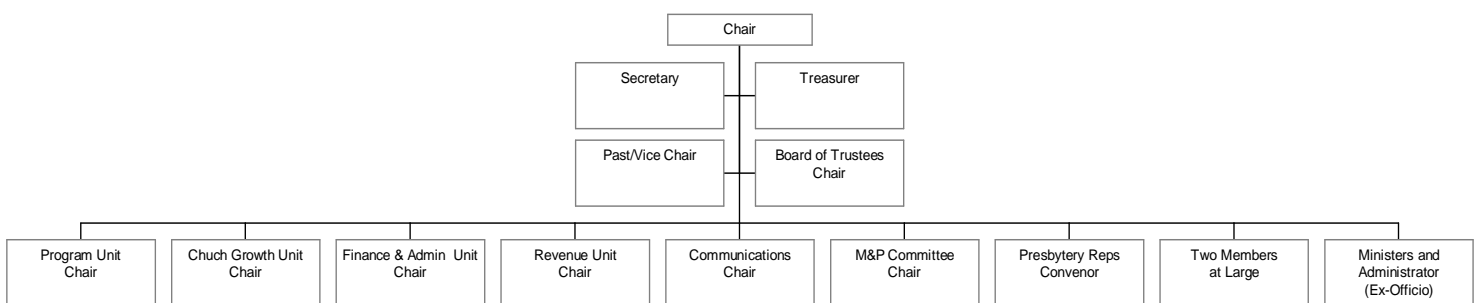 Chair
Secretary
Treasurer
Past/Vice Chair
Board of Trustees
Chair
Program Unit
Chair
Chuch Growth Unit
Chair
Finance & Admin Unit
Chair
Revenue Unit
Chair
Communications
Chair
M&P Committee
Chair
Presbytery Reps
Convenor
Two Members
at Large
Ministers and
Administrator
(Ex-Officio)